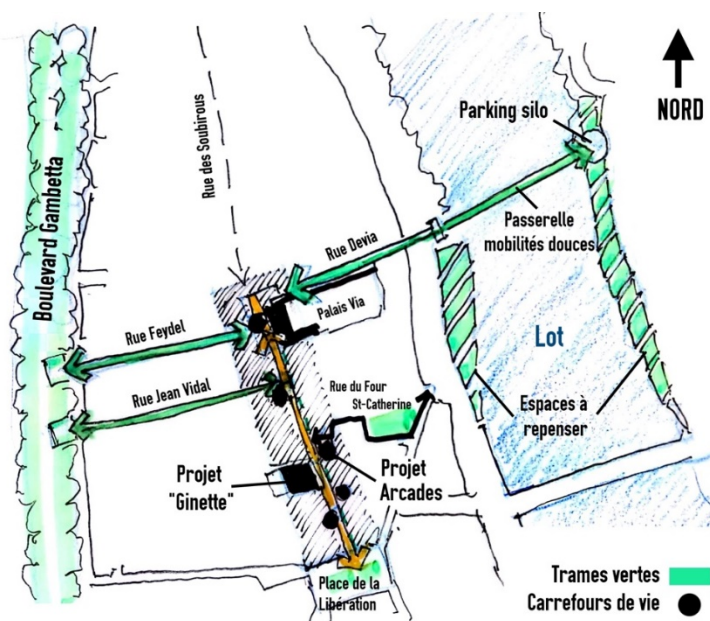 NORD
Parking silo
Rue des Soubirous
Boulevard Gambetta
Passerelle
mobilités douces
Rue Devia
Palais Via
Rue Feydel
Lot
Rue Jean Vidal
Rue du Four
St-Catherine
Espaces à
repenser
Projet
"Ginette"
Projet
Arcades
Place de la
Libération
Trames vertes
Carrefours de vie